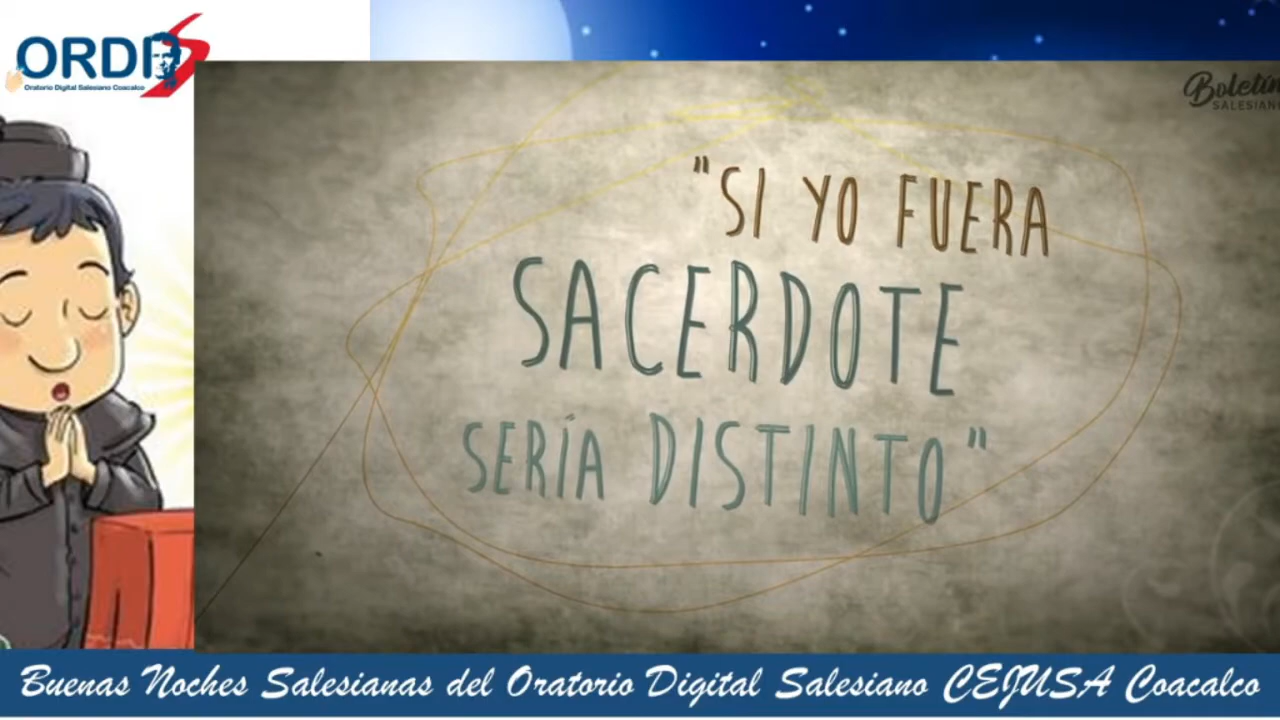 ORDS
Oratorio Digital Salesiano Coacalco
Boletín
SALESIANO
"SI YO FUERA
SACERDOTE
SERÍA DISTINTO"
Buenas Noches Salesianas del Oratorio Digital Salesiano CEJUSA Coacalco